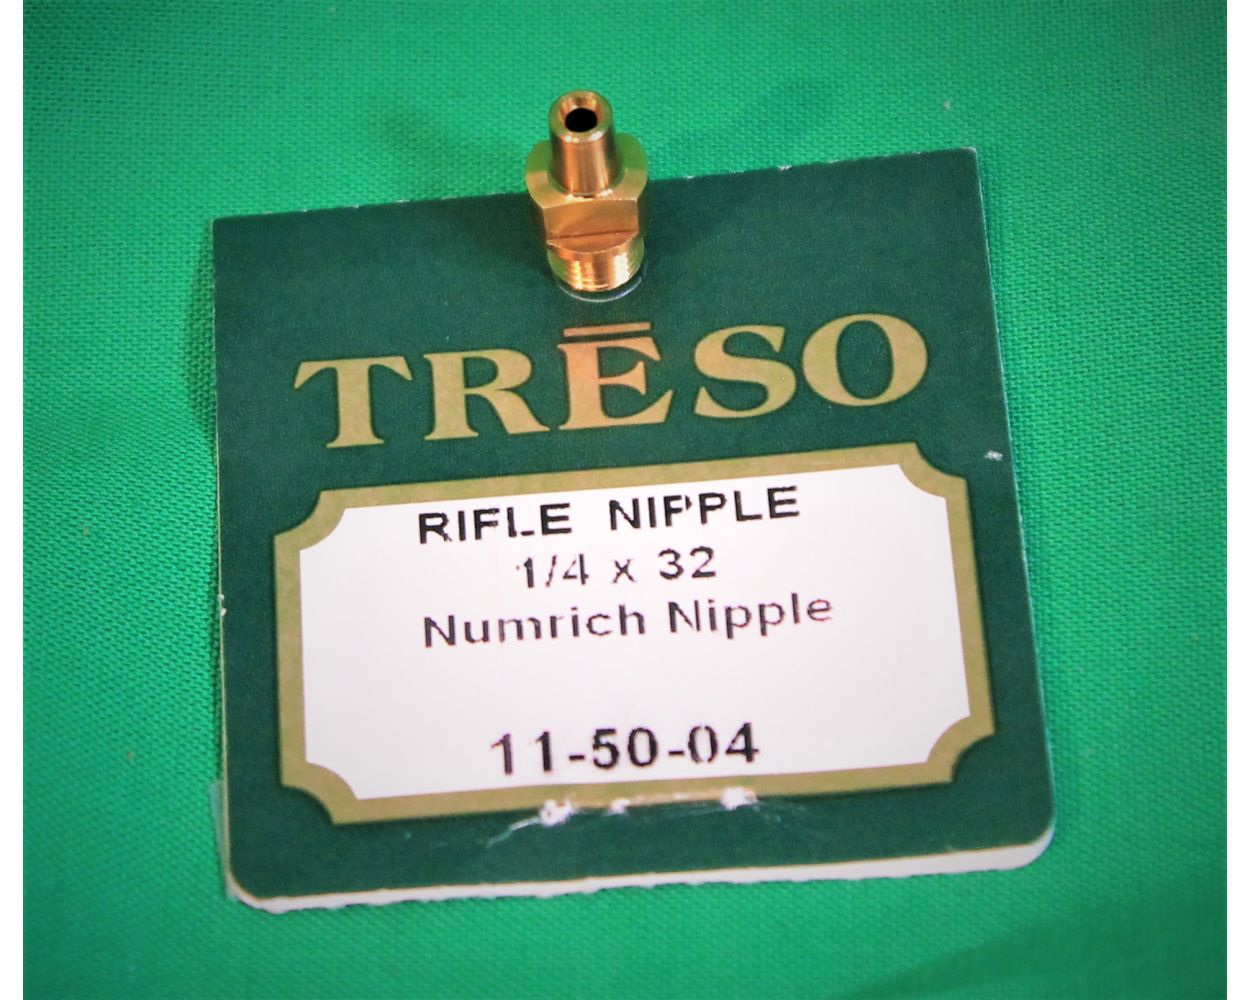 TRĒSO
RIFLE NIPPLE
1/4 x 32
Numrich Nipple
11-50-04